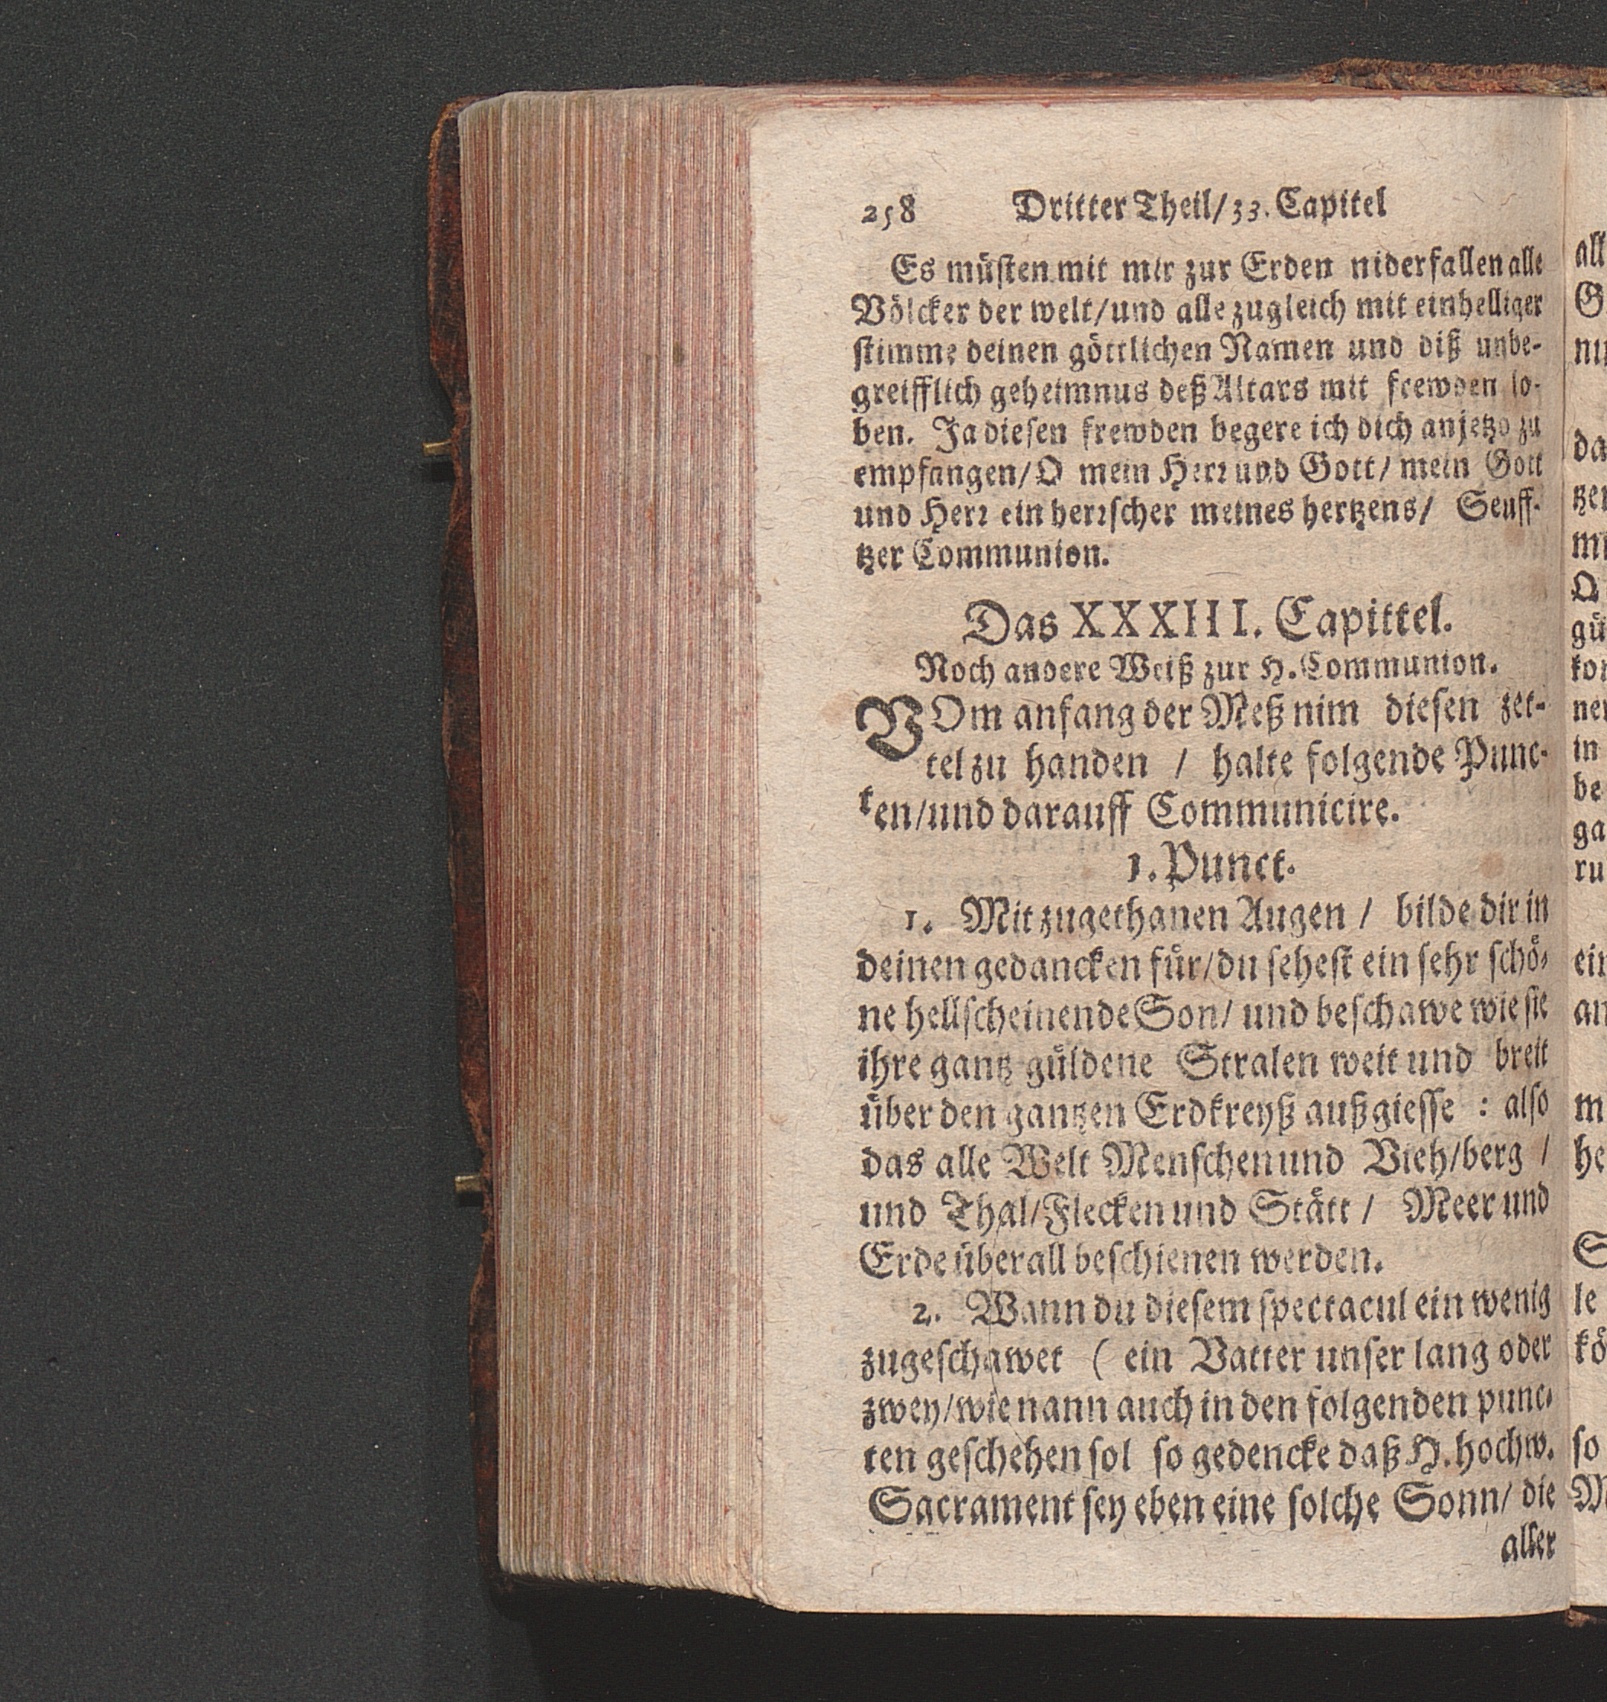 258 Dritter Theil/33. Capitel
Es müsten mit mir zur Erden niderfallen alle
Völcker der welt/und alle zugleich mit einhelliger
stimme deinen göttlichen Namen und diß unbe-
greifflich geheimnus deß Altars mit frewden lo-
ben. Ja diesen frewden begere ich dich anjetzo zu
empfangen/O mein Herr und Gott/mein Gott
und Herr ein herrscher meines hertzens/ Seuff-
tzer Communion.
Das XXXIII. Capittel.
Noch andere Weiß zur H. Communion.
VOm anfang der Meß nim diesen zet-
tel zu handen / halte folgende Punc-
ten/und darauff Communicire.
1. Punct.
1. Mit zugethanen Augen / bilde dir in
deinen gedancken für/du sehest ein sehr schö-
ne hellscheinende Son/ und beschawe wie sie
ihre gantz güldene Stralen weit und breit
über den gantzen Erdkreyß außgiesse : also
das alle Welt Menschen und Vieh/berg /
und Thal/Flecken und Stätt / Meer und
Erde überall beschienen werden.
2. Wann du diesem spectacul ein wenig
zugeschawet ( ein Vatter unser lang oder
zwey/wie nann auch in den folgenden punc-
ten geschehen sol so gedencke daß H. hochw.
Sacrament sey eben eine solche Sonn/ die
aller